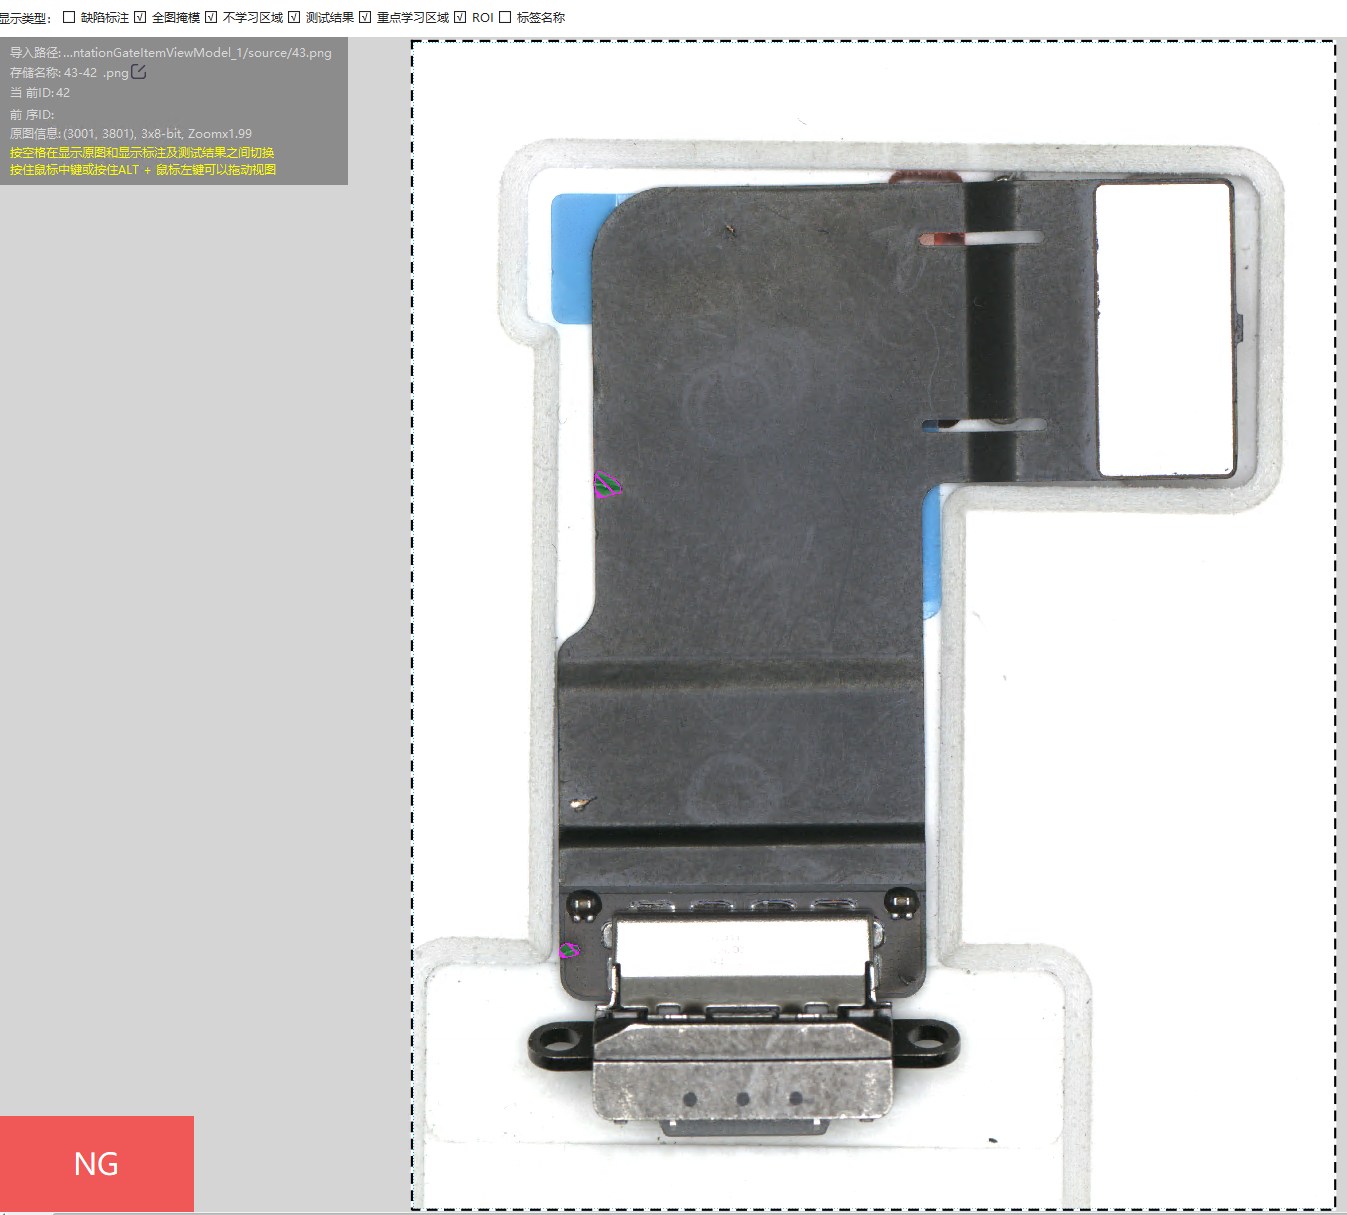 显示类型: 缺陷标注 全图掩模 不学习区域 测试结果 重点学习区域 ROI 标签名称
导入路径: ...ntationGateItemViewModel_1/source/43.png
存储名称: 43-42 .png
当 前ID: 42
前 序ID:
原图信息: (3001, 3801), 3x8-bit, Zoomx1.99
按空格在显示原图和显示标注及测试结果之间切换
按住鼠标中键或按住ALT + 鼠标左键可以拖动视图
NG